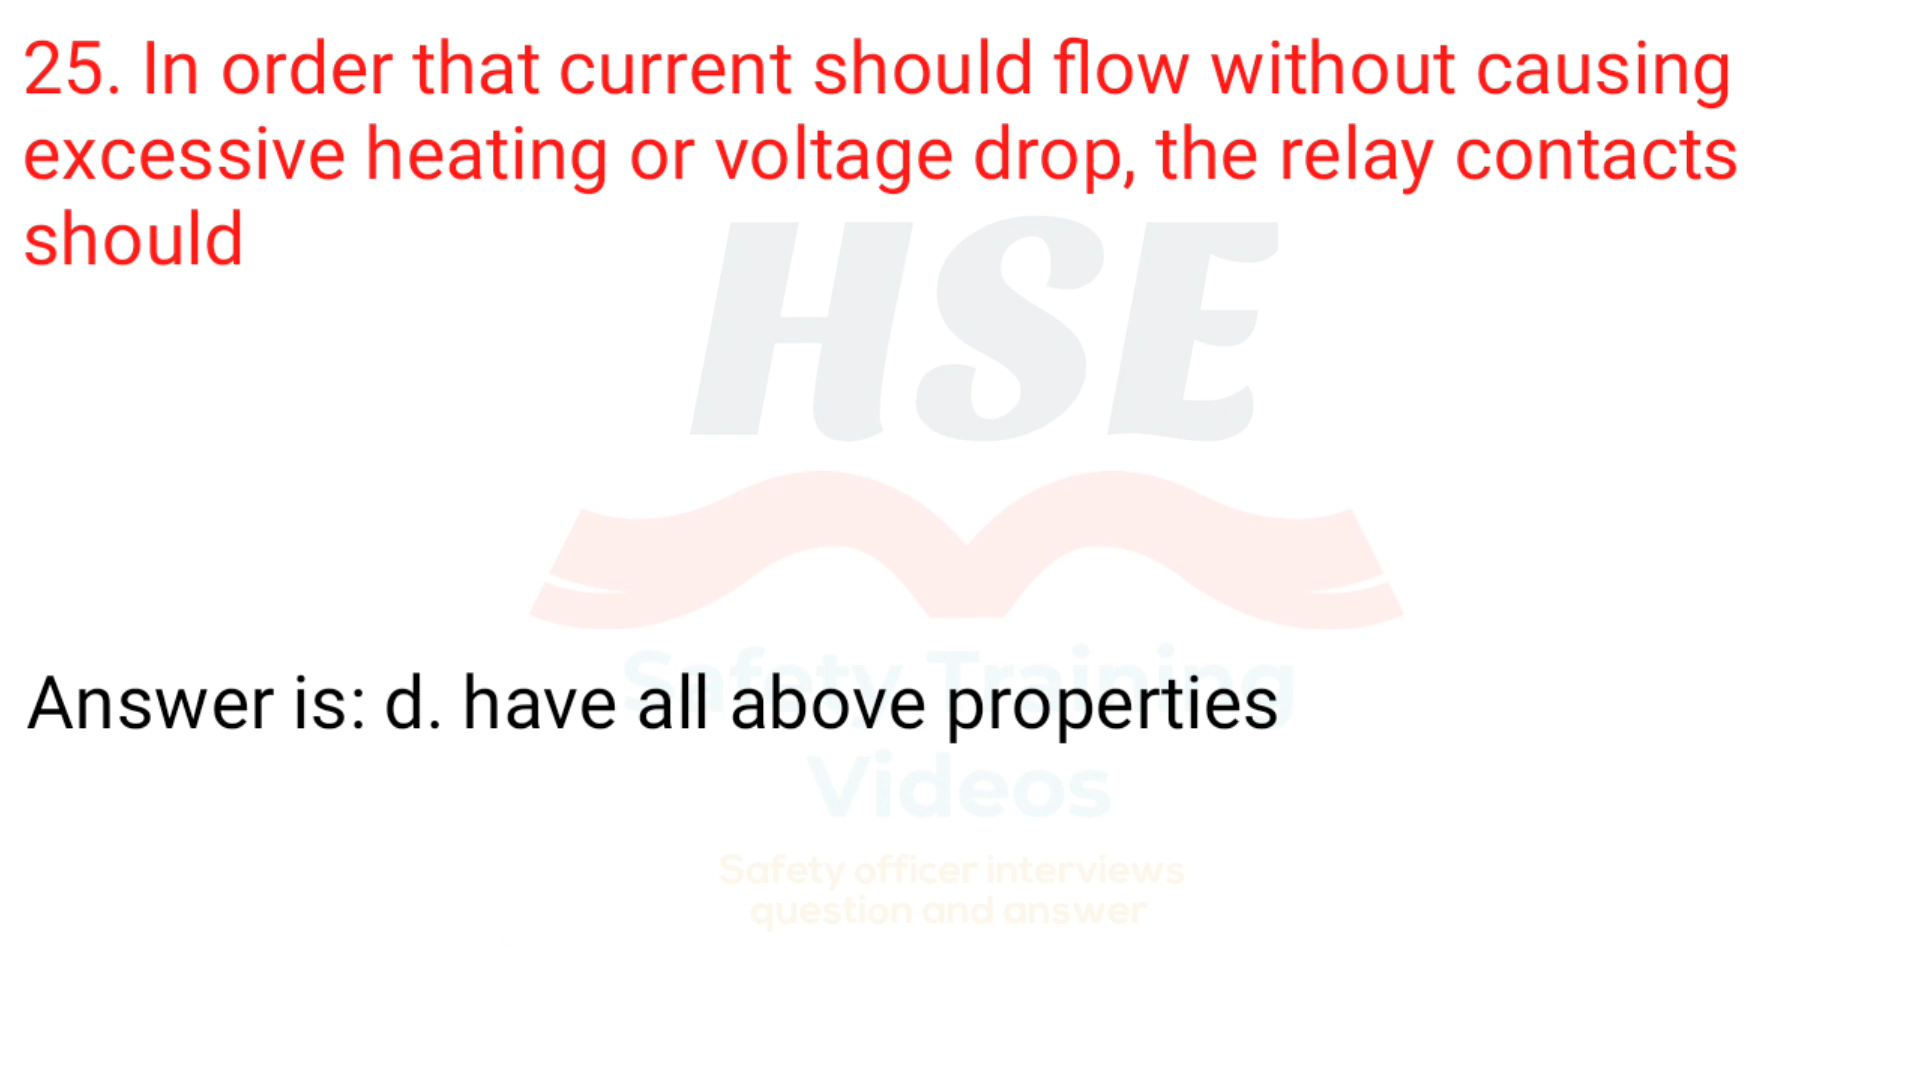 25. In order that current should flow without causing
excessive heating or voltage drop, the relay contacts
should
HSE
Safety Training
Answer is: d. have all above properties
Videos
Safety officer interviews
question and answer